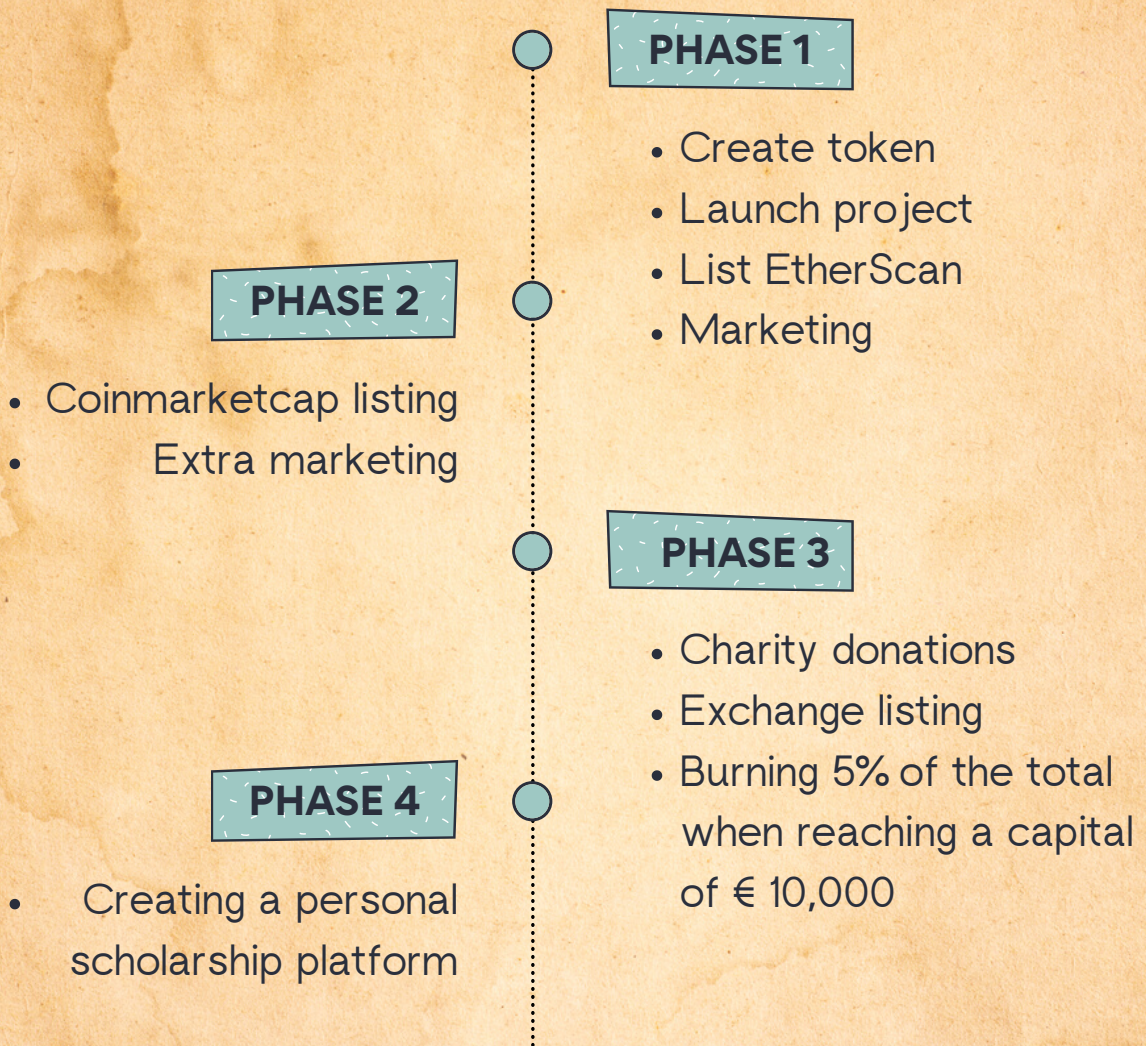 PHASE 1
• Create token
• Launch project
• List EtherScan
• Marketing
PHASE 2
• Coinmarketcap listing
• Extra marketing
PHASE 3
• Charity donations
• Exchange listing
• Burning 5% of the total
when reaching a capital
of € 10,000
PHASE 4
• Creating a personal
scholarship platform